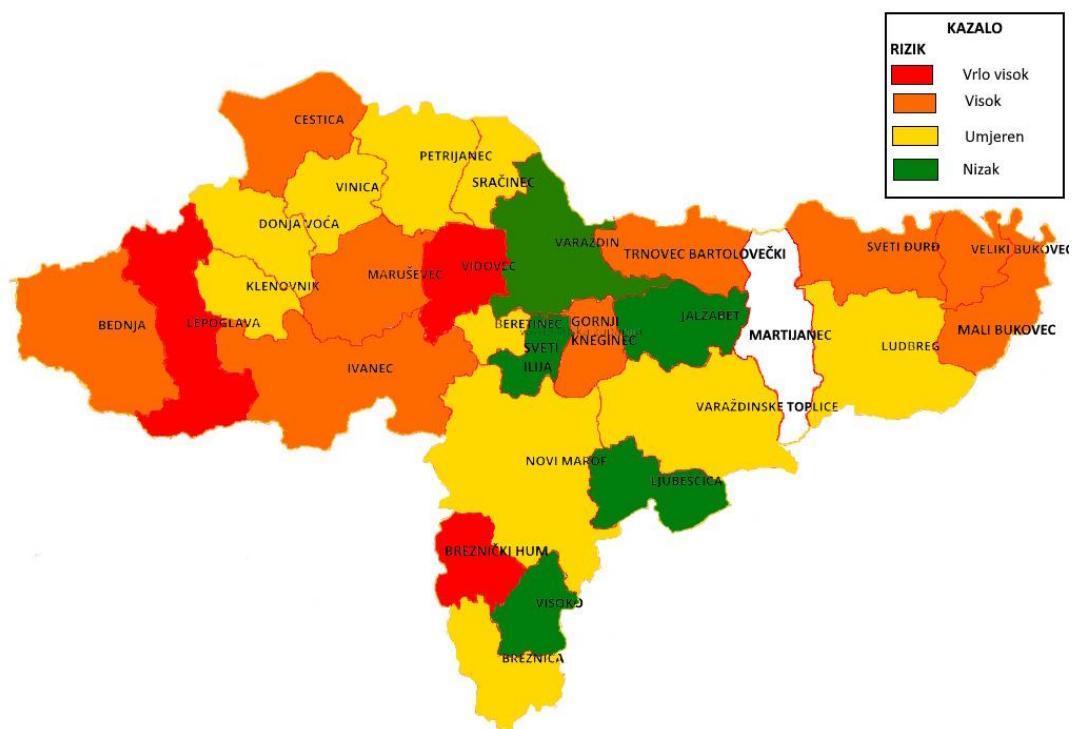 KAZALO
RIZIK
Vrlo visok
Visok
Umjeren
Nizak
CESTICA
PETRIJANEC
SRAČINEC
VINICA
DONJA VOĆA
VARAŽDIN
TRNOVEC BARTOLOVEČKI
SVETI ĐURĐ
VELIKI BUKOVEC
MARUŠEVEC
VIDOVEC
KLENOVNIK
BEDNJA
LEPOGLAVA
BERETINEC
GORNJI
KNEGINEC
JALŽABET
MARTIJANEC
MALI BUKOVEC
LUDBREG
SVETI
ILIJA
IVANEC
VARAŽDINSKE TOPLICE
NOVI MAROF
LJUBEŠĆICA
BREZNIČKI HUM
VISOKO
BREZNICA